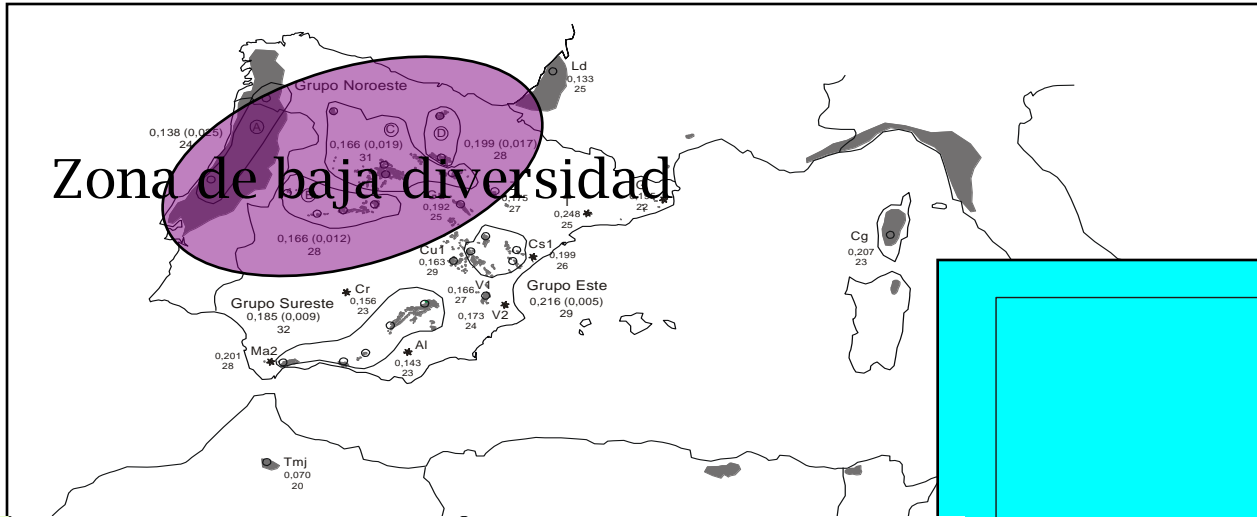 Ld
0,133
25
Grupo Noroeste
A
C
D
0,138 (0,025)
24
0,166 (0,019)
31
0,199 (0,017)
28
Zona de baja diversidad
0,192
25
0,175
27
0,248
25
22
0,166 (0,012)
28
Cu1
0,163
29
Cs1
0,199
26
Cg
0,207
23
V1
0,166
27
Grupo Este
0,216 (0,005)
29
0,173
24
V2
Cr
0,156
23
Grupo Sureste
0,185 (0,009)
32
Ma2
0,201
28
Al
0,143
23
Tmj
0,070
20